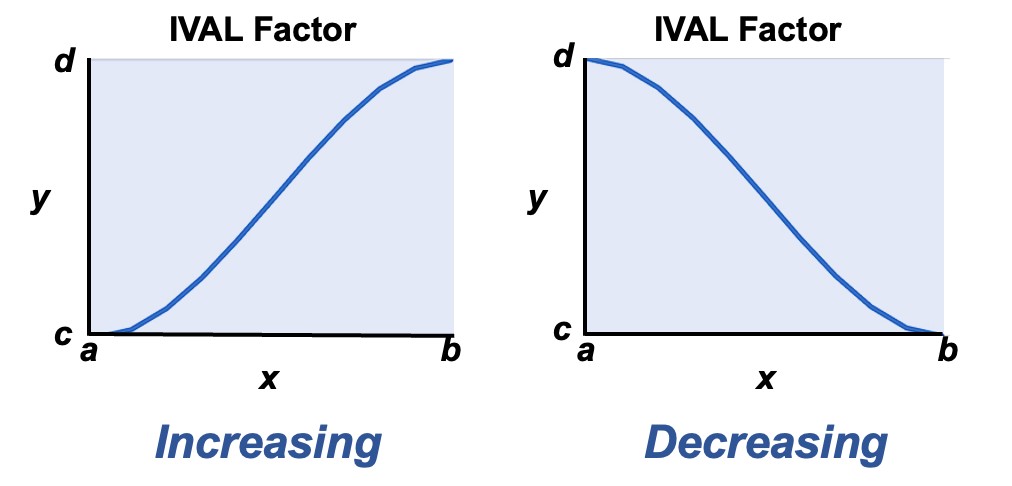 IVAL Factor
d
y
c
a
b
x
Increasing
IVAL Factor
d
y
c
a
b
x
Decreasing